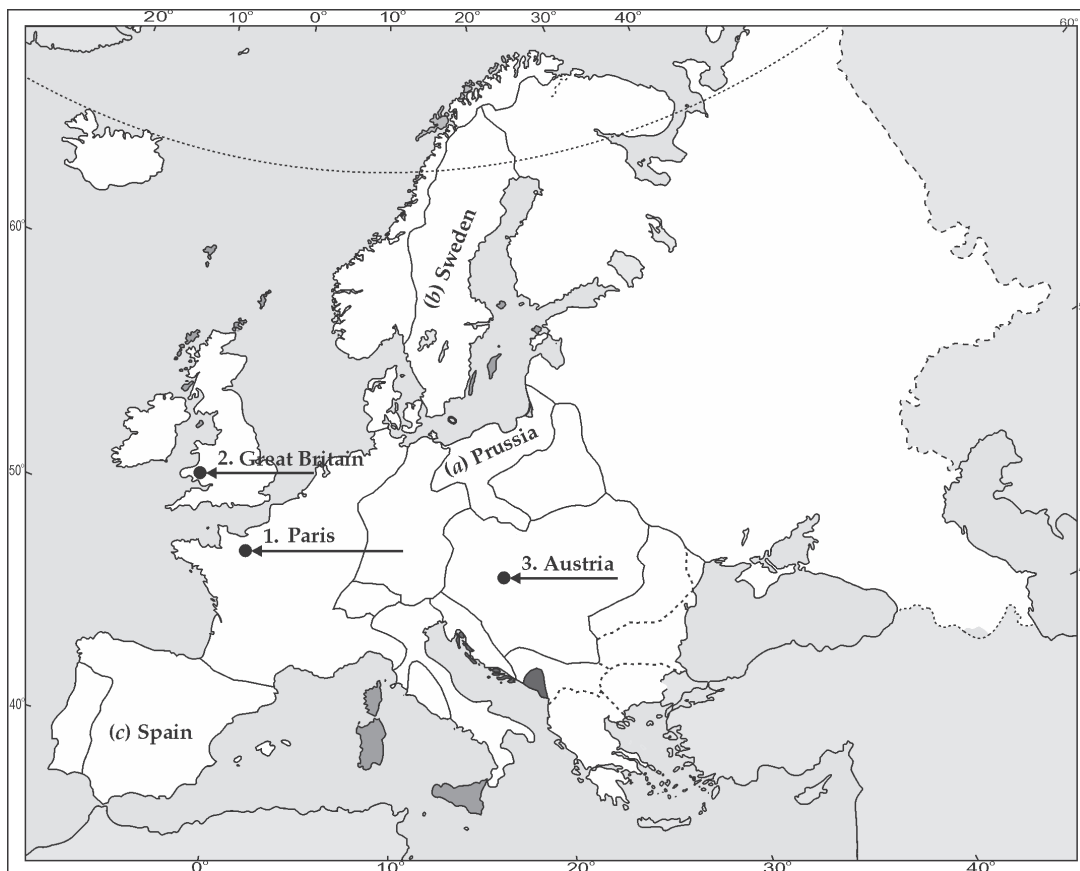 20° 10° 0° 10° 20° 30° 40° 60°
60°
(b) Sweden
(a) Prussia
50°
2. Great Britain
1. Paris
3. Austria
40°
(c) Spain
0° 10° 20° 30° 40°